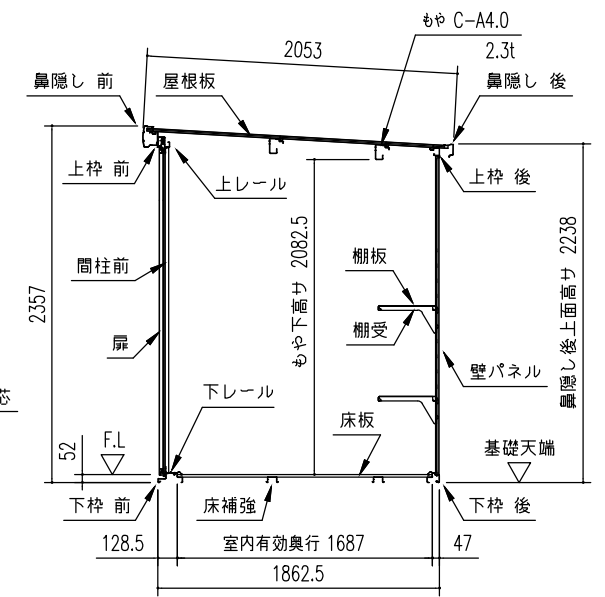 もや C-A4.0
2053
2.3t
鼻隠し 前
屋根板
鼻隠し 後
上枠 前
上レール
上枠 後
間柱前
もや下高サ 2082.5
棚板
鼻隠し後上面高サ 2238
2357
棚受
扉
壁パネル
下レール
床板
52
F.L
基礎天端
下枠 前
床補強
下枠 後
128.5
室内有効奥行 1687
47
1862.5